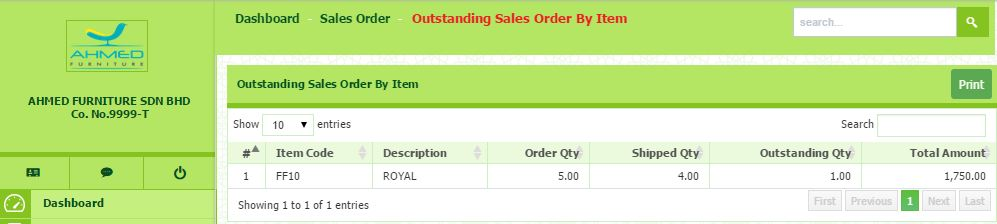 Dashboard - Sales Order - Outstanding Sales Order By Item
search...
AHMED
FURNITURE
AHMED FURNITURE SDN BHD
Co. No.9999-T
Dashboard
Outstanding Sales Order By Item
Print
Show 10 entries
Search
# Item Code Description Order Qty Shipped Qty Outstanding Qty Total Amount
1 FF10 ROYAL 5.00 4.00 1.00 1,750.00
Showing 1 to 1 of 1 entries
First Previous 1 Next Last